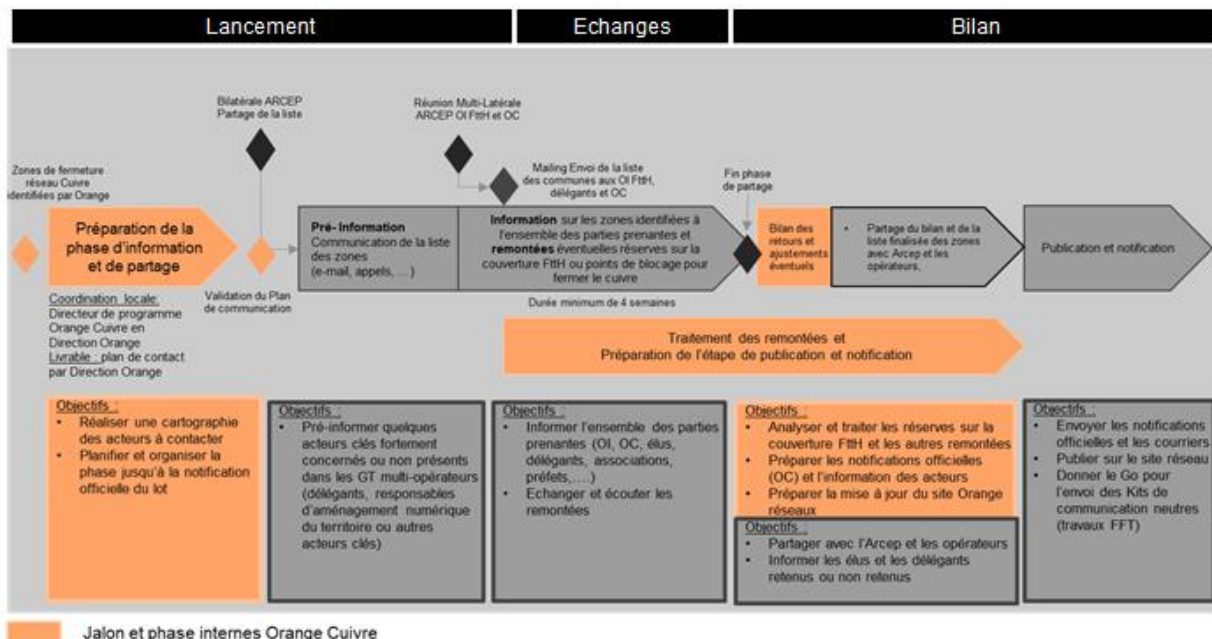 Lancement
Echanges
Bilan
Bilatérale ARCEP
Partage de la liste
Réunion Multi-Latérale
ARCEP OI FttH et OC
Zones de fermeture
réseau Cuivre
identifiées par Orange
Mailing Envoi de la liste
des communes aux OI FttH,
délégants et OC
Fin phase
de partage
Préparation de la
phase d'information
et de partage
Pré- Information
Communication de la liste
des zones
(e-mail, appels, ...)
Information sur les zones identifiées à
l'ensemble des parties prenantes et
remontées éventuelles réserves sur la
couverture FttH ou points de blocage pour
fermer le cuivre
Bilan des
retours et
ajustements
éventuels
• Partage du bilan et de la
liste finalisée des zones
avec Arcep et les
opérateurs.
Publication et notification
Coordination locale:
Directeur de programme
Orange Cuivre en
Direction Orange
Livrable : plan de contact
par Direction Orange
Validation du Plan
de communication
Durée minimum de 4 semaines
Traitement des remontées et
Préparation de l'étape de publication et notification
Objectifs :
• Réaliser une cartographie
des acteurs à contacter
• Planifier et organiser la
phase jusqu'à la notification
officielle du lot
Objectifs :
• Pré-informer quelques
acteurs clés fortement
concernés ou non présents
dans les GT multi-opérateurs
(délégants, responsables
d'aménagement numérique
du territoire ou autres
acteurs clés)
Objectifs :
• Informer l'ensemble des parties
prenantes (OI, OC, élus,
délégants, associations,
préfets,....)
• Echanger et écouter les
remontées
Objectifs :
• Analyser et traiter les réserves sur la
couverture FttH et les autres remontées
• Préparer les notifications officielles
(OC) et l'information des acteurs
• Préparer la mise à jour du site Orange
réseaux
Objectifs :
• Partager avec l'Arcep et les opérateurs
• Informer les élus et les délégants
retenus ou non retenus
Objectifs :
• Envoyer les notifications
officielles et les courriers
• Publier sur le site réseau
• Donner le Go pour
l'envoi des Kits de
communication neutres
(travaux FFT)
Jalon et phase internes Orange Cuivre